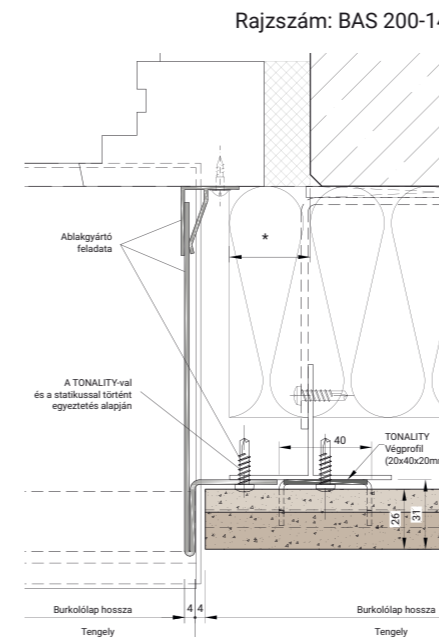 Rajzszám: BAS 200-14
Ablakgyártó
feladata
*
A TONALITY-val
és a statikussal történt
egyeztetés alapján
40
TONALITY
Végprofil
(20x40x20mm
26
31
Burkolólap hossza
4
4
Burkolólap hossza
Tengely
Tengely